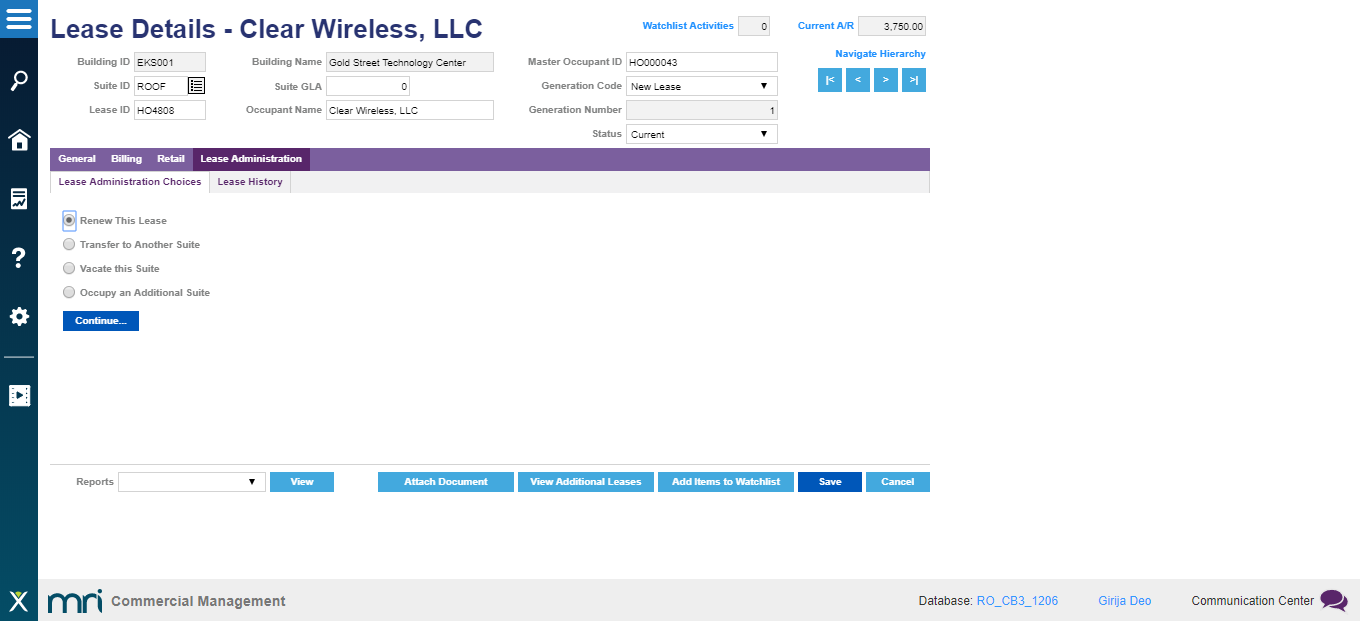 Lease Details - Clear Wireless, LLC
Watchlist Activities 0 Current A/R 3,750.00
Navigate Hierarchy
|< < > >|
Building ID EKS001 Building Name Gold Street Technology Center Master Occupant ID HO000043
Suite ID ROOF Suite GLA 0 Generation Code New Lease
Lease ID HO4808 Occupant Name Clear Wireless, LLC Generation Number 1
Status Current
General Billing Retail Lease Administration
Lease Administration Choices Lease History
Renew This Lease
Transfer to Another Suite
Vacate this Suite
Occupy an Additional Suite
Continue...
Reports View Attach Document View Additional Leases Add Items to Watchlist Save Cancel
mri Commercial Management Database: RO_CB3_1206 Girija Deo Communication Center